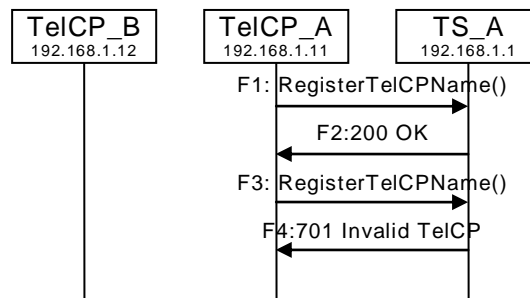 TelCP_B
192.168.1.12
TelCP_A
192.168.1.11
TS_A
192.168.1.1
F1: RegisterTelCPName()
F2:200 OK
F3: RegisterTelCPName()
F4:701 Invalid TelCP